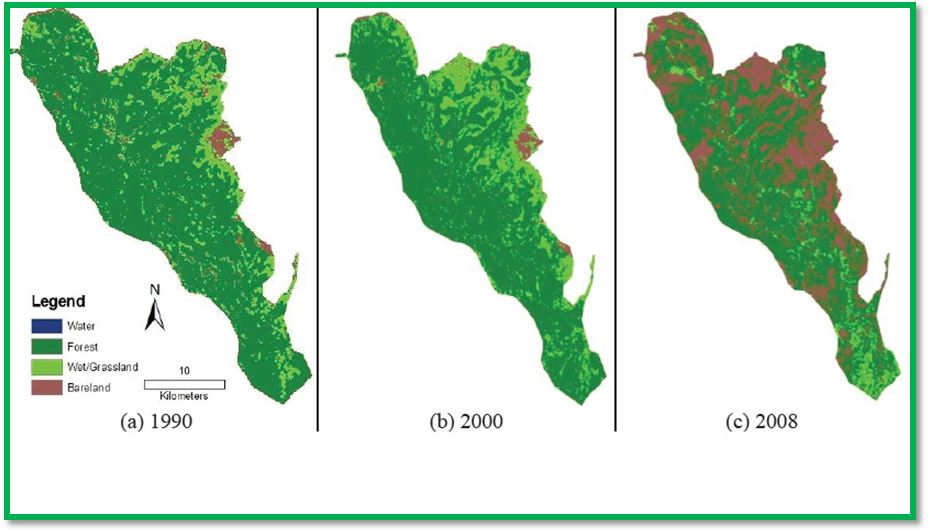 Legend
Water
Forest
Wet/Grassland
Bareland
N
10
Kilometers
(a) 1990
(b) 2000
(c) 2008